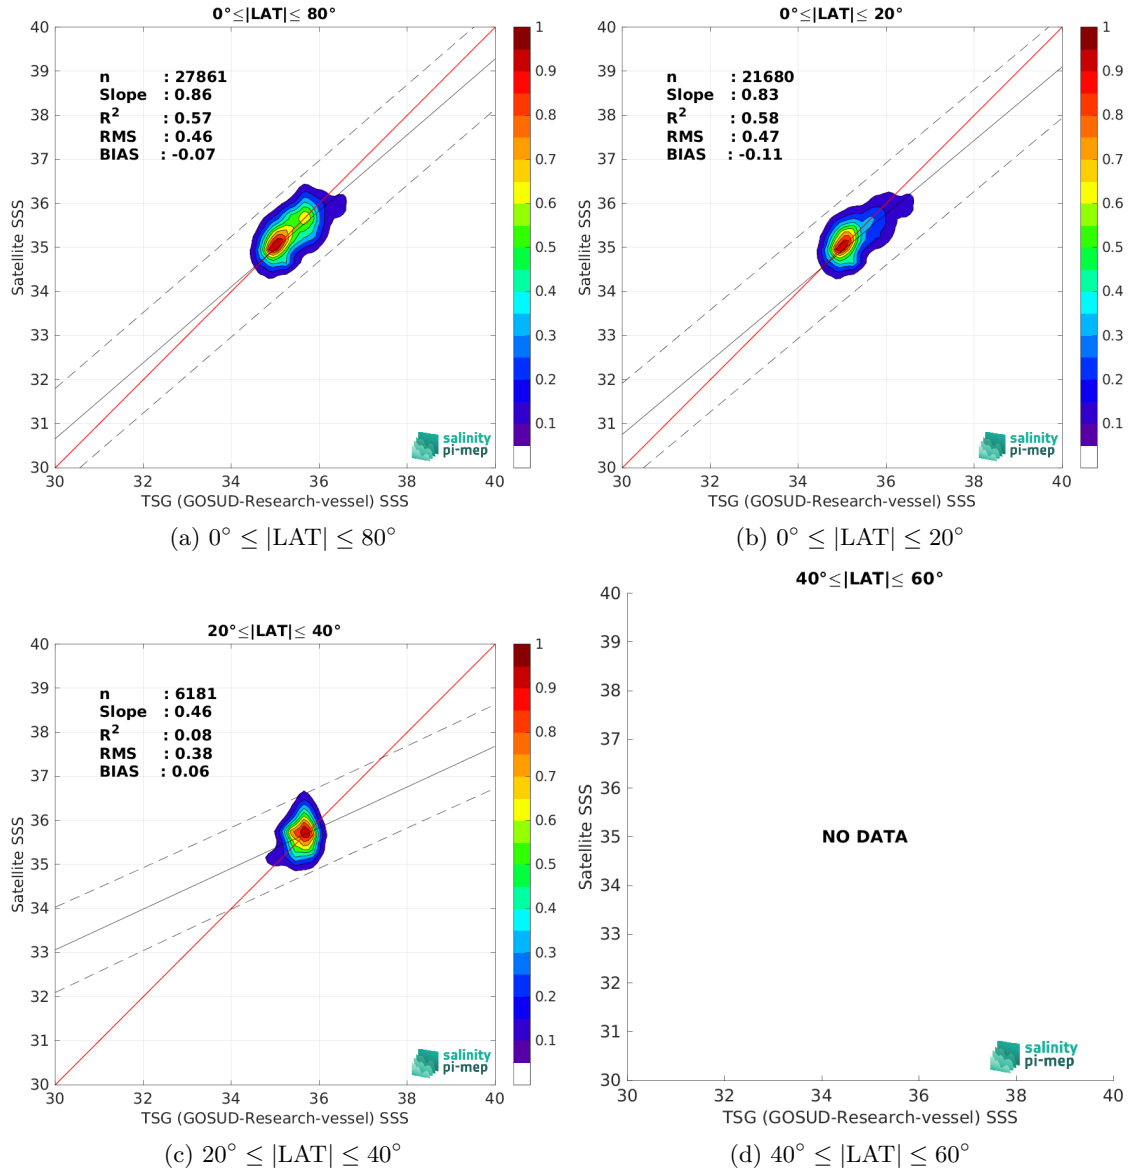 0°≤|LAT|≤ 80°
40
39
38
37
36
35
34
33
32
31
30
n : 27861
Slope : 0.86
R² : 0.57
RMS : 0.46
BIAS : -0.07
Satellite SSS
30 32 34 36 38 40
TSG (GOSUD-Research-vessel) SSS
1
0.9
0.8
0.7
0.6
0.5
0.4
0.3
0.2
0.1
salinity
pi-mep
(a) 0° ≤ |LAT| ≤ 80°
0°≤|LAT|≤ 20°
40
39
38
37
36
35
34
33
32
31
30
n : 21680
Slope : 0.83
R² : 0.58
RMS : 0.47
BIAS : -0.11
Satellite SSS
30 32 34 36 38 40
TSG (GOSUD-Research-vessel) SSS
1
0.9
0.8
0.7
0.6
0.5
0.4
0.3
0.2
0.1
salinity
pi-mep
(b) 0° ≤ |LAT| ≤ 20°
20°≤|LAT|≤ 40°
40
39
38
37
36
35
34
33
32
31
30
n : 6181
Slope : 0.46
R² : 0.08
RMS : 0.38
BIAS : 0.06
Satellite SSS
30 32 34 36 38 40
TSG (GOSUD-Research-vessel) SSS
1
0.9
0.8
0.7
0.6
0.5
0.4
0.3
0.2
0.1
salinity
pi-mep
(c) 20° ≤ |LAT| ≤ 40°
40°≤|LAT|≤ 60°
40
39
38
37
36
35
34
33
32
31
30
NO DATA
Satellite SSS
30 32 34 36 38 40
TSG (GOSUD-Research-vessel) SSS
salinity
pi-mep
(d) 40° ≤ |LAT| ≤ 60°